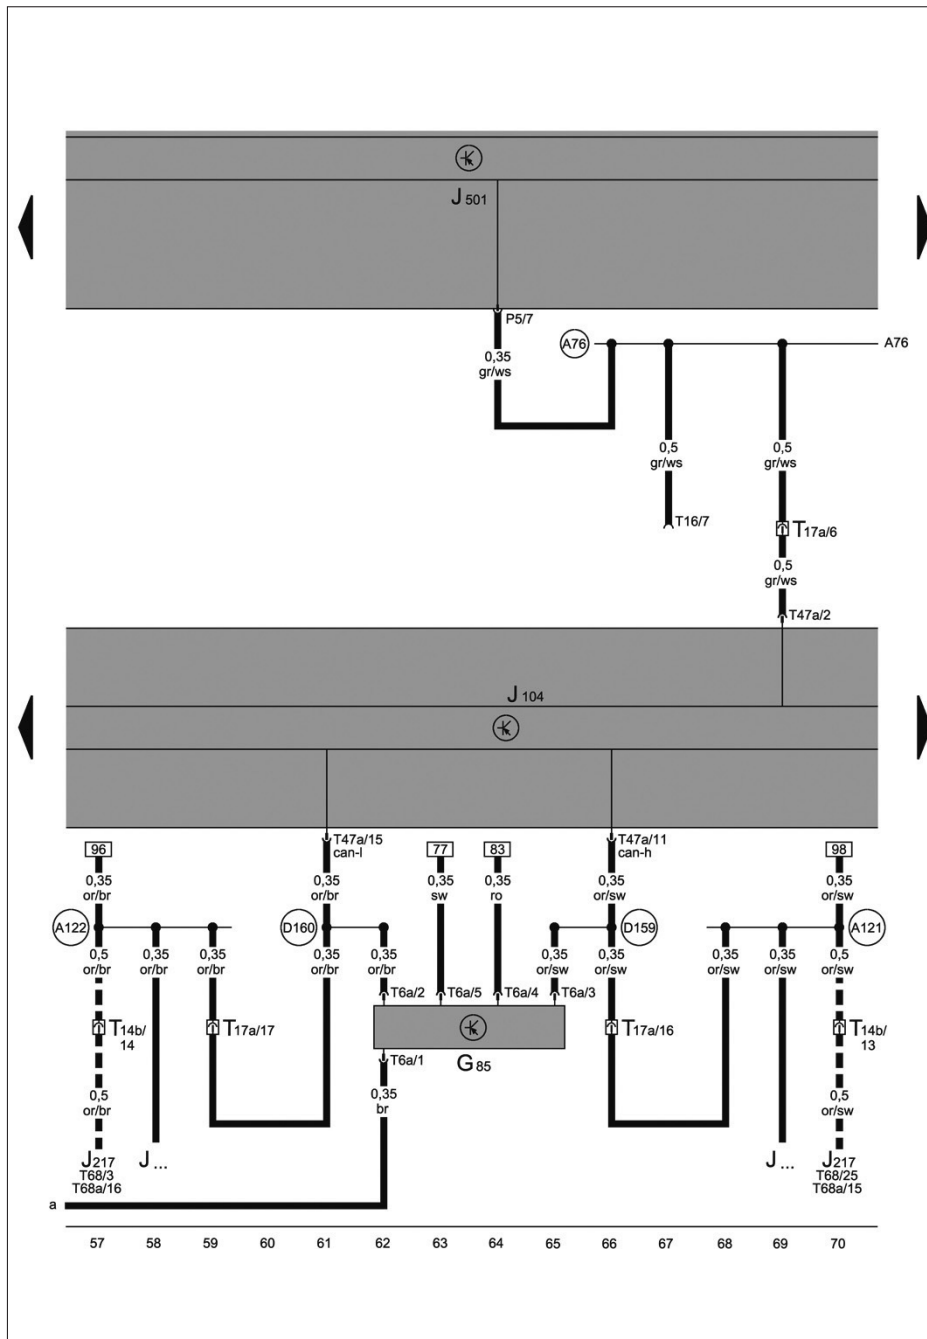 J 501
P5/7
0,35
gr/ws
A76
A76
0,5
gr/ws
0,5
gr/ws
T16/7
T17a/6
0,5
gr/ws
T47a/2
J 104
T47a/15
can-l
T47a/11
can-h
96
77
83
98
0,35
or/br
0,35
or/br
0,35
sw
0,35
ro
0,35
or/sw
0,35
or/sw
A122
D160
D159
A121
0,5
or/br
0,35
or/br
0,35
or/br
0,35
or/br
0,35
or/br
0,35
or/sw
0,35
or/sw
0,35
or/sw
0,35
or/sw
0,5
or/sw
T6a/2
T6a/5
T6a/4
T6a/3
T14b/
14
T17a/17
T17a/16
T14b/
13
T6a/1
G 85
0,35
br
0,5
or/br
0,5
or/sw
J217
T68/3
T68a/16
J ...
J ...
J217
T68/25
T68a/15
a
57 58 59 60 61 62 63 64 65 66 67 68 69 70